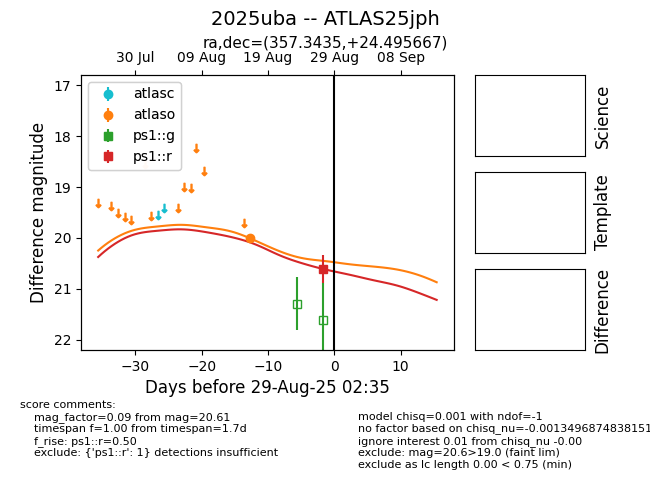 2025uba -- ATLAS25jph
ra,dec=(357.3435,+24.495667)
30 Jul 09 Aug 19 Aug 29 Aug 08 Sep
17
18
19
20
21
22
Difference magnitude
atlasc
atlaso
ps1::g
ps1::r
Science
Template
Difference
−30 −20 −10 0 10
Days before 29-Aug-25 02:35
score comments:
mag_factor=0.09 from mag=20.61
timespan f=1.00 from timespan=1.7d
f_rise: ps1::r=0.50
exclude: {'ps1::r': 1} detections insufficient
model chisq=0.001 with ndof=-1
no factor based on chisq_nu=-0.0013496874838151
ignore interest 0.01 from chisq_nu -0.00
exclude: mag=20.6>19.0 (faint lim)
exclude as lc length 0.00 < 0.75 (min)